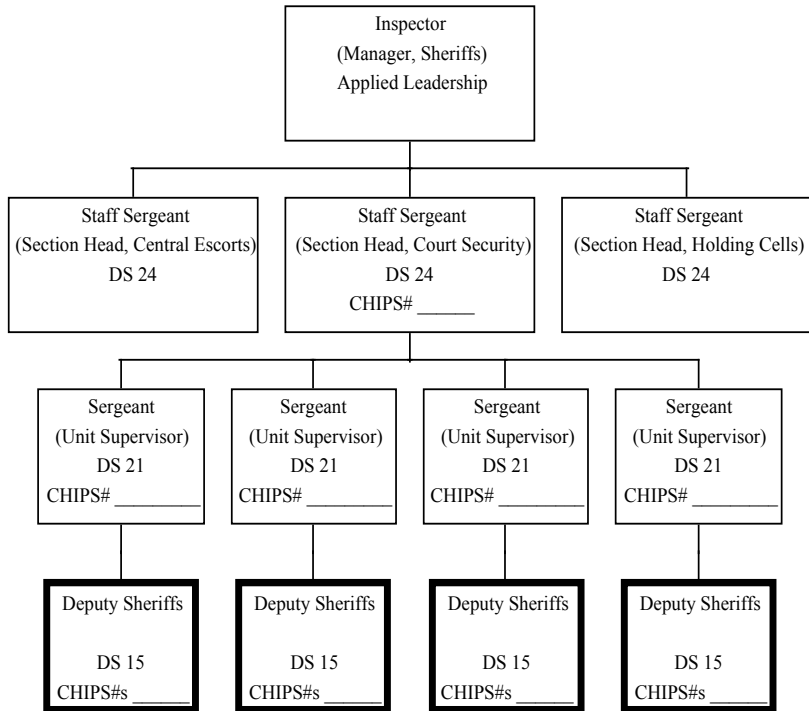 Inspector
(Manager, Sheriffs)
Applied Leadership
Staff Sergeant
(Section Head, Central Escorts)
DS 24
Staff Sergeant
(Section Head, Court Security)
DS 24
CHIPS# ______
Staff Sergeant
(Section Head, Holding Cells)
DS 24
Sergeant
(Unit Supervisor)
DS 21
CHIPS# _________
Sergeant
(Unit Supervisor)
DS 21
CHIPS# _________
Sergeant
(Unit Supervisor)
DS 21
CHIPS# _________
Sergeant
(Unit Supervisor)
DS 21
CHIPS# _________
Deputy Sheriffs
DS 15
CHIPS#s ______
Deputy Sheriffs
DS 15
CHIPS#s ______
Deputy Sheriffs
DS 15
CHIPS#s ______
Deputy Sheriffs
DS 15
CHIPS#s ______